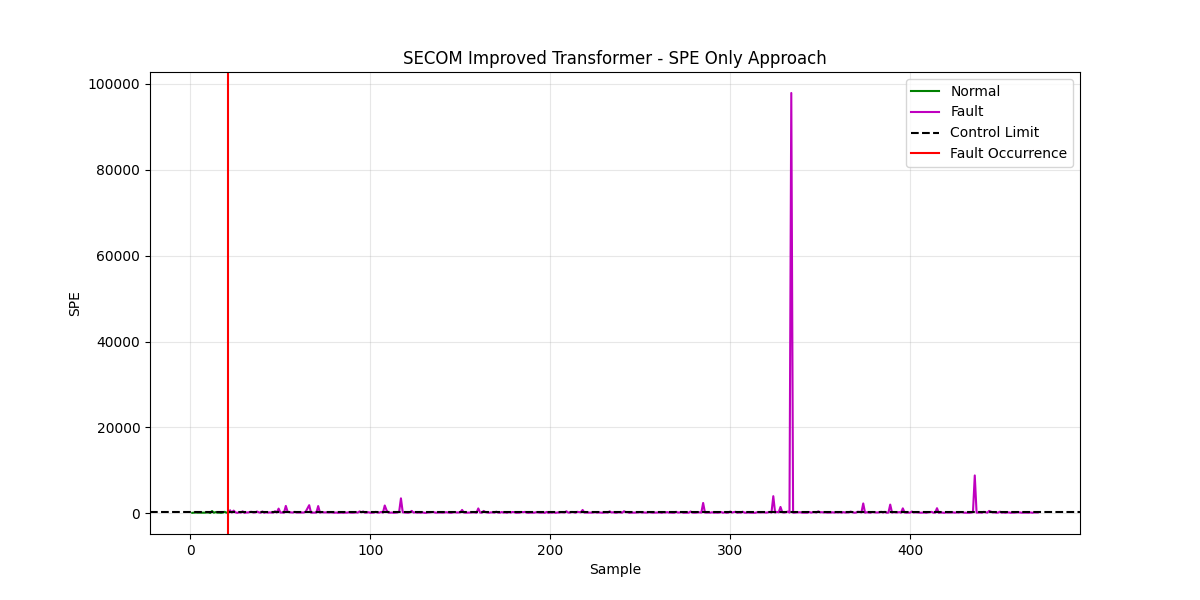 SECOM Improved Transformer - SPE Only Approach
100000
80000
60000
40000
20000
0
SPE
Normal
Fault
Control Limit
Fault Occurrence
0 100 200 300 400
Sample